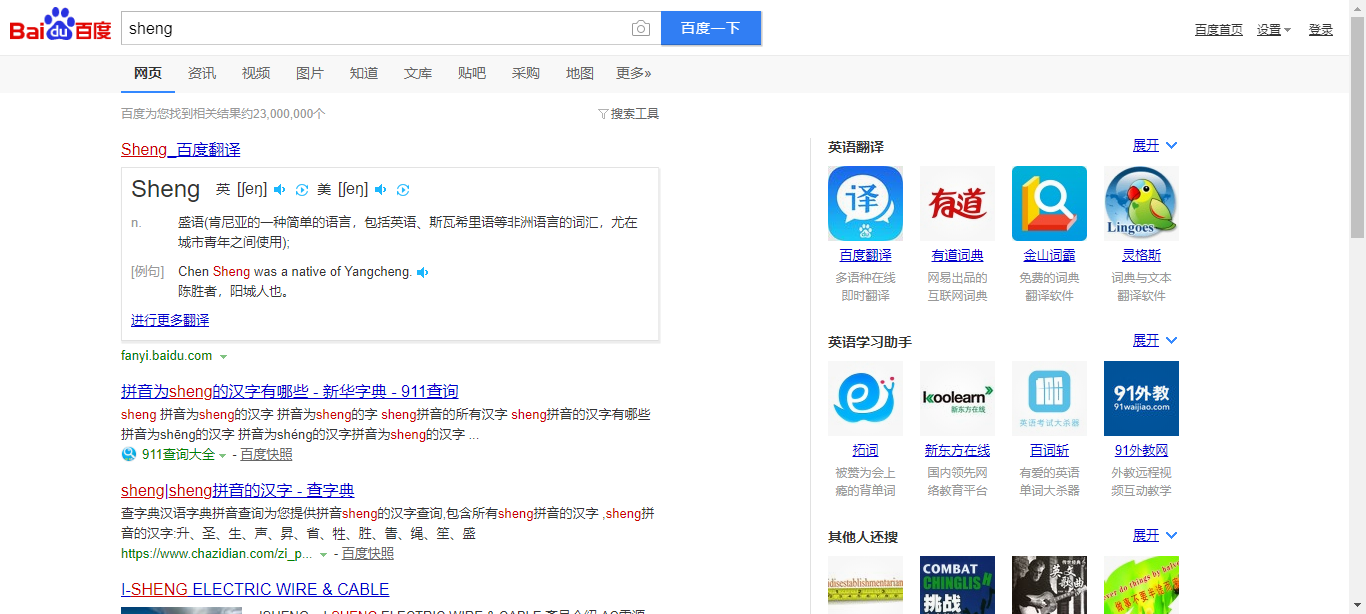 Bai du 百度
sheng
百度一下
百度首页 设置 登录
网页 资讯 视频 图片 知道 文库 贴吧 采购 地图 更多»
百度为您找到相关结果约23,000,000个
搜索工具
Sheng_百度翻译
Sheng 英 [ʃeŋ] 美 [ʃeŋ]
n. 盛语(肯尼亚的一种简单的语言，包括英语、斯瓦希里语等非洲语言的词汇，尤在
城市青年之间使用);
[例句] Chen Sheng was a native of Yangcheng.
陈胜者，阳城人也。
进行更多翻译
fanyi.baidu.com
拼音为sheng的汉字有哪些 - 新华字典 - 911查询
sheng 拼音为sheng的汉字 拼音为sheng的字 sheng拼音的所有汉字 sheng拼音的汉字有哪些
拼音为shēng的汉字 拼音为shéng的汉字拼音为sheng的汉字 ...
911查询大全 - 百度快照
sheng|sheng拼音的汉字 - 查字典
查字典汉语字典拼音查询为您提供拼音sheng的汉字查询,包含所有sheng拼音的汉字 ,sheng拼
音的汉字:升、圣、生、声、昇、省、牲、胜、眚、绳、笙、盛
https://www.chazidian.com/zi_p... - 百度快照
I-SHENG ELECTRIC WIRE & CABLE
英语翻译 展开
译
有道
Lingoes
百度翻译 有道词典 金山词霸 灵格斯
多语种在线 网易出品的 免费的词典 词典与文本
即时翻译 互联网词典 翻译软件 翻译软件
英语学习助手 展开
koolearn
新东方在线
英语考试大杀器
91外教
91waijiao.com
拓词 新东方在线 百词斩 91外教网
被赞为会上 国内领先网 有爱的英语 外教远程视
瘾的背单词 络教育平台 单词大杀器 频互动教学
其他人还搜 展开
COMBAT
CHINGLISH
挑战
英文
歌曲